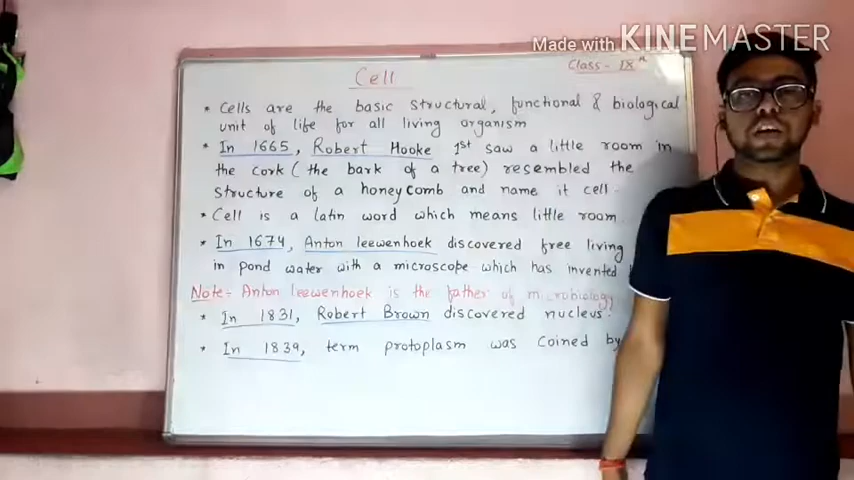 Made with KINEMASTER
Class - IX th
Cell
• Cells are the basic structural, functional & biological
unit of life for all living organism
• In 1665, Robert Hooke 1st saw a little room in
the cork ( the bark of a tree) resembled the
structure of a honeycomb and name it cell.
• Cell is a latin word which means little room
• In 1674, Anton leewenhoek discovered free living
in pond water with a microscope which has invented
Note:- Anton leewenhoek is the father of microbiology
• In 1831, Robert Brown discovered nucleus.
• In 1839, term protoplasm was coined by